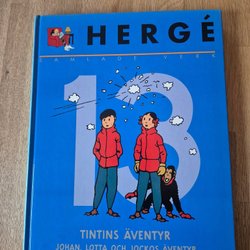 HERGÉ
SAMLADE VERK
13
TINTINS ÄVENTYR
JOHAN, LOTTA OCH JOCKOS ÄVENTYR